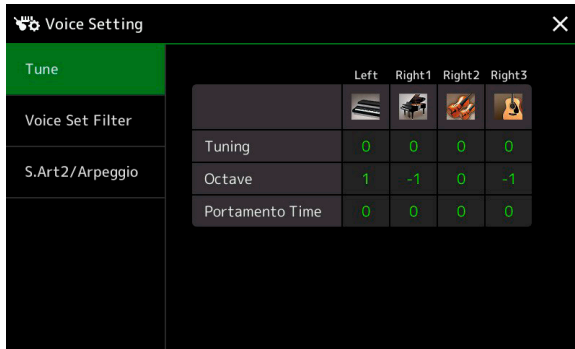 Voice Setting
Tune
Voice Set Filter
S.Art2/Arpeggio
Left Right1 Right2 Right3
Tuning 0 0 0 0
Octave 1 -1 0 -1
Portamento Time 0 0 0 0